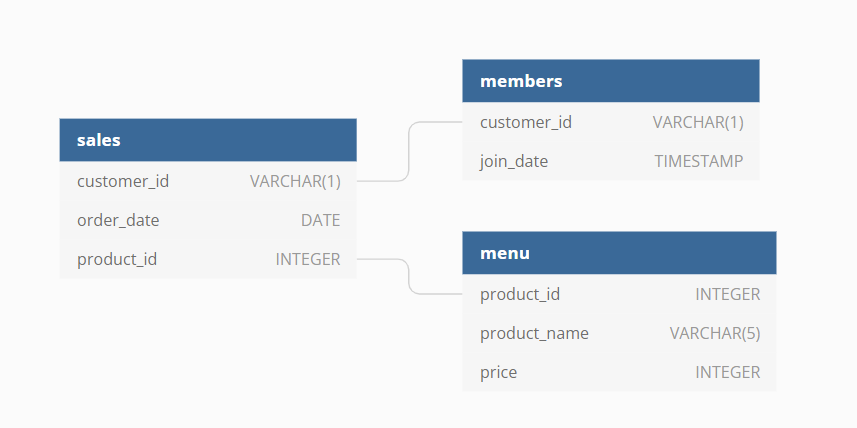 sales
customer_id VARCHAR(1)
order_date DATE
product_id INTEGER
members
customer_id VARCHAR(1)
join_date TIMESTAMP
menu
product_id INTEGER
product_name VARCHAR(5)
price INTEGER